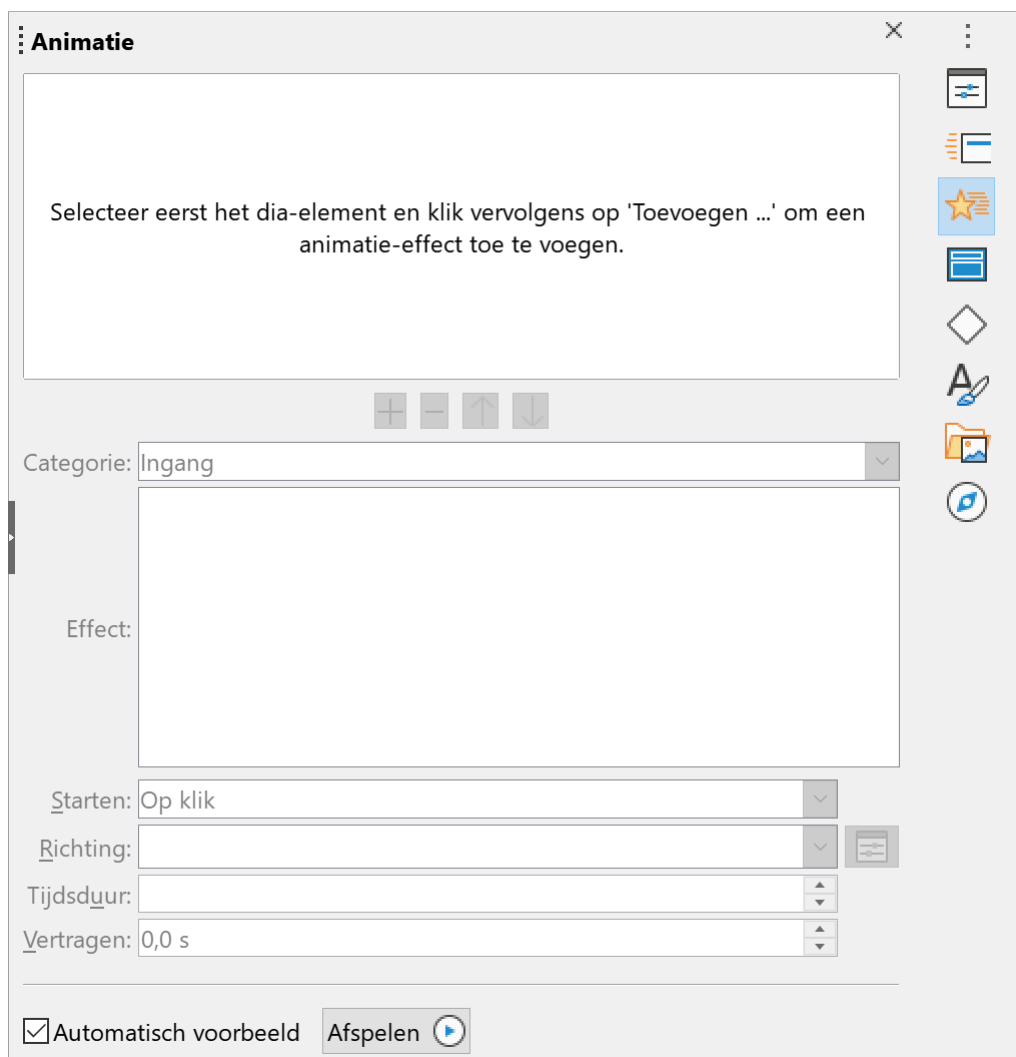 Animatie
Selecteer eerst het dia-element en klik vervolgens op 'Toevoegen ...' om een
animatie-effect toe te voegen.
Categorie: Ingang
Effect:
Starten: Op klik
Richting:
Tijdsduur:
Vertragen: 0,0 s
Automatisch voorbeeld Afspelen